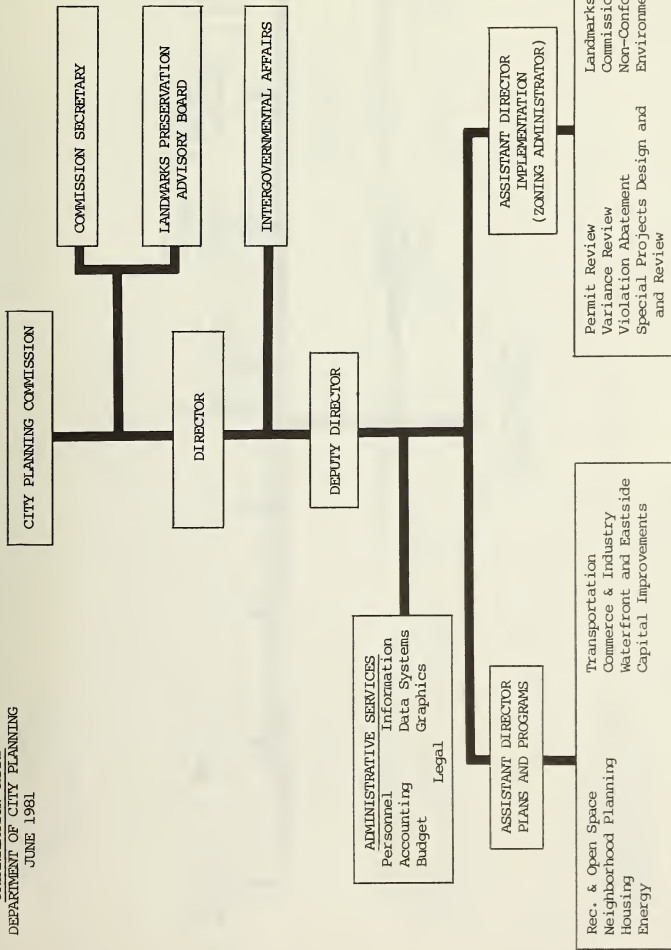 DEPARTMENT OF CITY PLANNING
JUNE 1981
CITY PLANNING COMMISSION
COMMISSION SECRETARY
LANDMARKS PRESERVATION
ADVISORY BOARD
DIRECTOR
INTERGOVERNMENTAL AFFAIRS
DEPUTY DIRECTOR
ADMINISTRATIVE SERVICES
Personnel Information
Accounting Data Systems
Budget Graphics
Legal
ASSISTANT DIRECTOR
PLANS AND PROGRAMS
ASSISTANT DIRECTOR
IMPLEMENTATION
(ZONING ADMINISTRATOR)
Rec. & Open Space
Neighborhood Planning
Housing
Energy
Transportation
Commerce & Industry
Waterfront and Eastside
Capital Improvements
Permit Review
Variance Review
Violation Abatement
Special Projects Design and
and Review
Landmarks